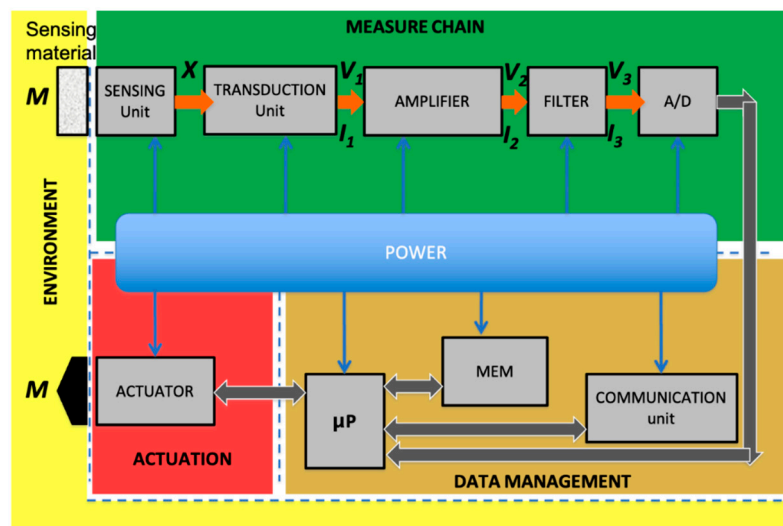 MEASURE CHAIN
Sensing
material
M
SENSING
Unit
X
TRANSDUCTION
Unit
V1
I1
AMPLIFIER
V2
I2
FILTER
V3
I3
A/D
ENVIRONMENT
POWER
M
ACTUATOR
ACTUATION
μP
MEM
COMMUNICATION
unit
DATA MANAGEMENT